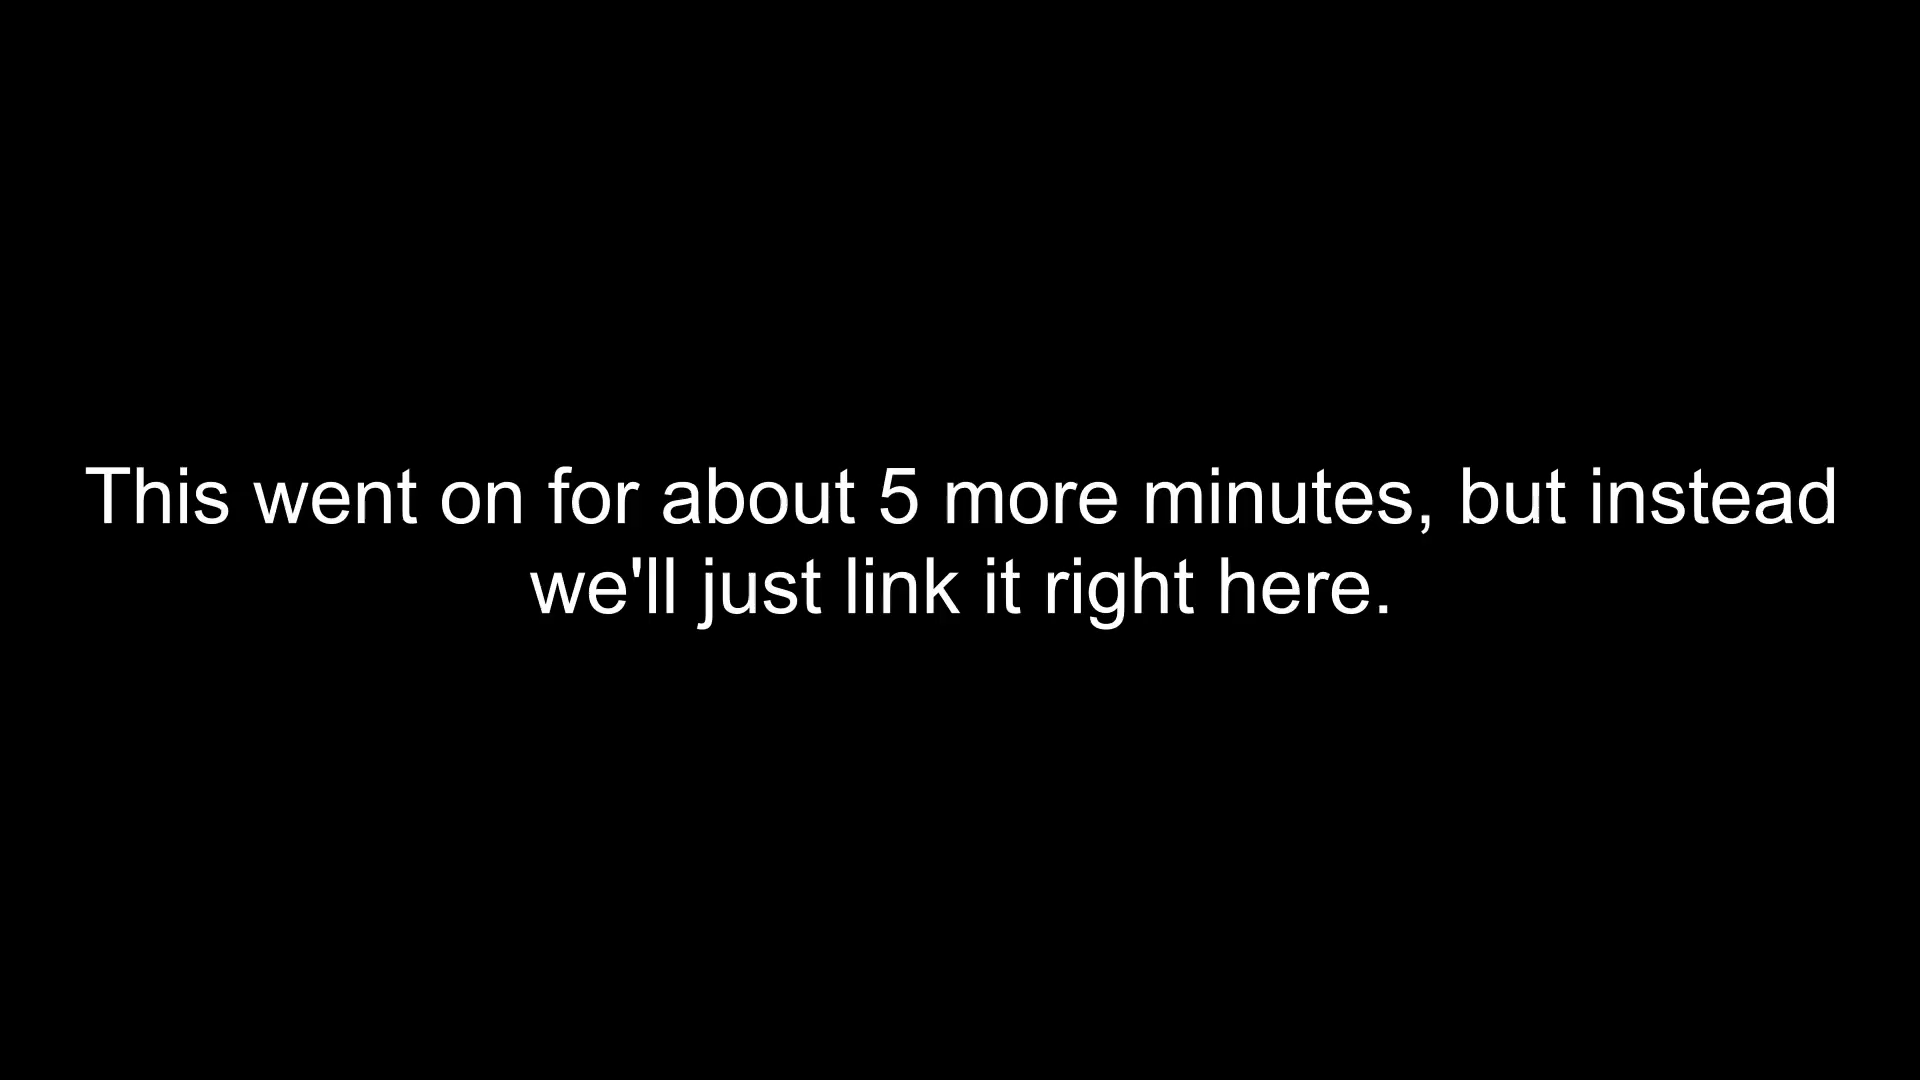 This went on for about 5 more minutes, but instead
we'll just link it right here.